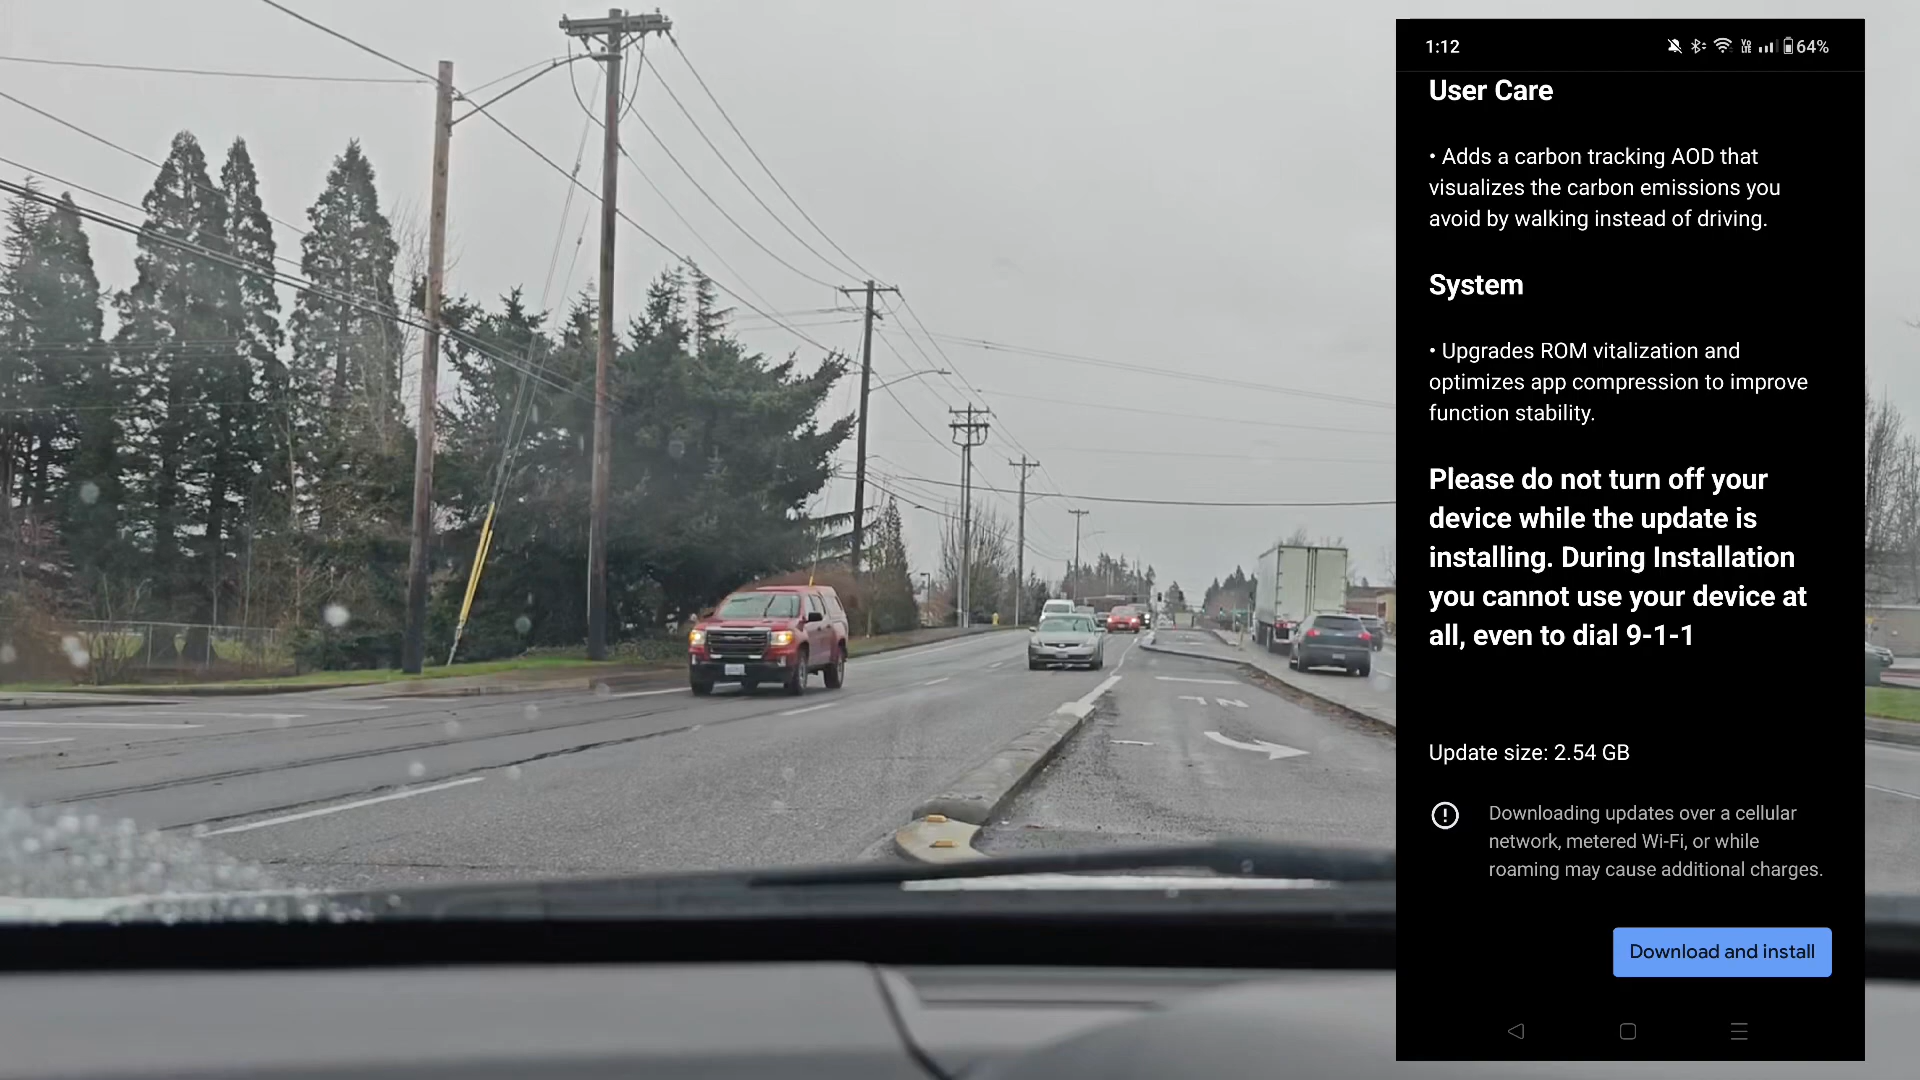 1:12
64%
User Care
• Adds a carbon tracking AOD that
visualizes the carbon emissions you
avoid by walking instead of driving.
System
• Upgrades ROM vitalization and
optimizes app compression to improve
function stability.
Please do not turn off your
device while the update is
installing. During Installation
you cannot use your device at
all, even to dial 9-1-1
Update size: 2.54 GB
Downloading updates over a cellular
network, metered Wi-Fi, or while
roaming may cause additional charges.
Download and install